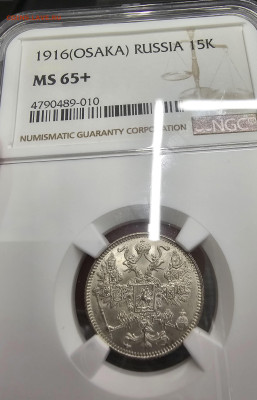 1916(OSAKA) RUSSIA 15K
MS 65+
4790489-010
NUMISMATIC GUARANTY CORPORATION
NGC